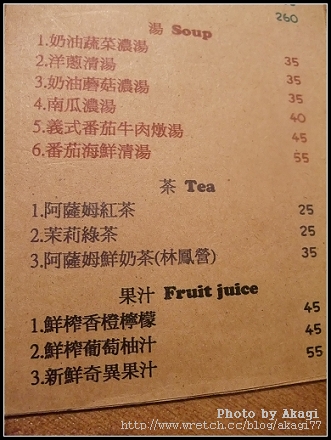 260
湯 Soup
1.奶油蔬菜濃湯 35
2.洋蔥清湯 35
3.奶油蘑菇濃湯 35
4.南瓜濃湯 40
5.義式番茄牛肉燉湯 45
6.番茄海鮮清湯 55
茶 Tea
1.阿薩姆紅茶 25
2.茉莉綠茶 25
3.阿薩姆鮮奶茶(林鳳營) 35
果汁 Fruit juice
1.鮮榨香橙檸檬 45
2.鮮榨葡萄柚汁 45
3.新鮮奇異果汁 55
Photo by Akagi
http://www.wretch.cc/blog/akagi77